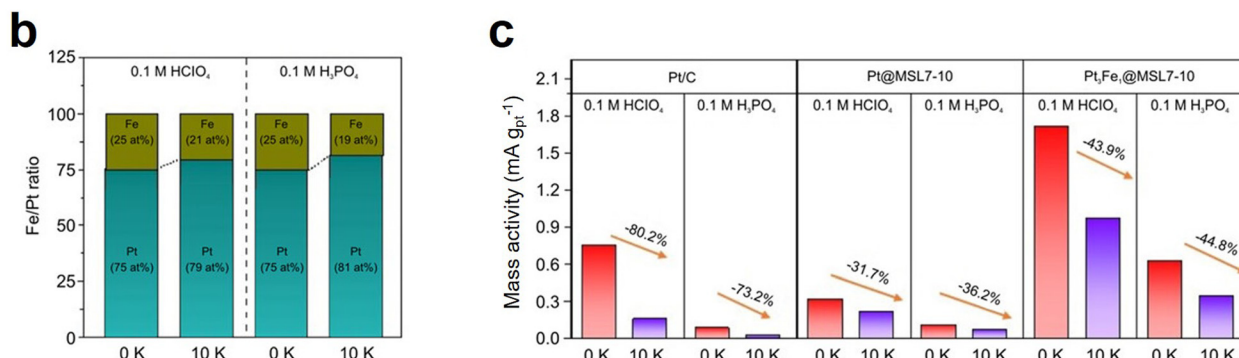 b
125
100
75
50
25
0
Fe/Pt ratio
0.1 M HClO₄
0.1 M H₃PO₄
Fe
(25 at%)
Fe
(21 at%)
Fe
(25 at%)
Fe
(19 at%)
Pt
(75 at%)
Pt
(79 at%)
Pt
(75 at%)
Pt
(81 at%)
0 K
10 K
0 K
10 K
c
Mass activity (mA gₚₜ⁻¹)
2.1
1.8
1.5
1.2
0.9
0.6
0.3
0.0
Pt/C
Pt@MSL7-10
Pt₃Fe₁@MSL7-10
0.1 M HClO₄
0.1 M H₃PO₄
0.1 M HClO₄
0.1 M H₃PO₄
0.1 M HClO₄
0.1 M H₃PO₄
-80.2%
-73.2%
-31.7%
-36.2%
-43.9%
-44.8%
0 K
10 K
0 K
10 K
0 K
10 K
0 K
10 K
0 K
10 K
0 K
10 K